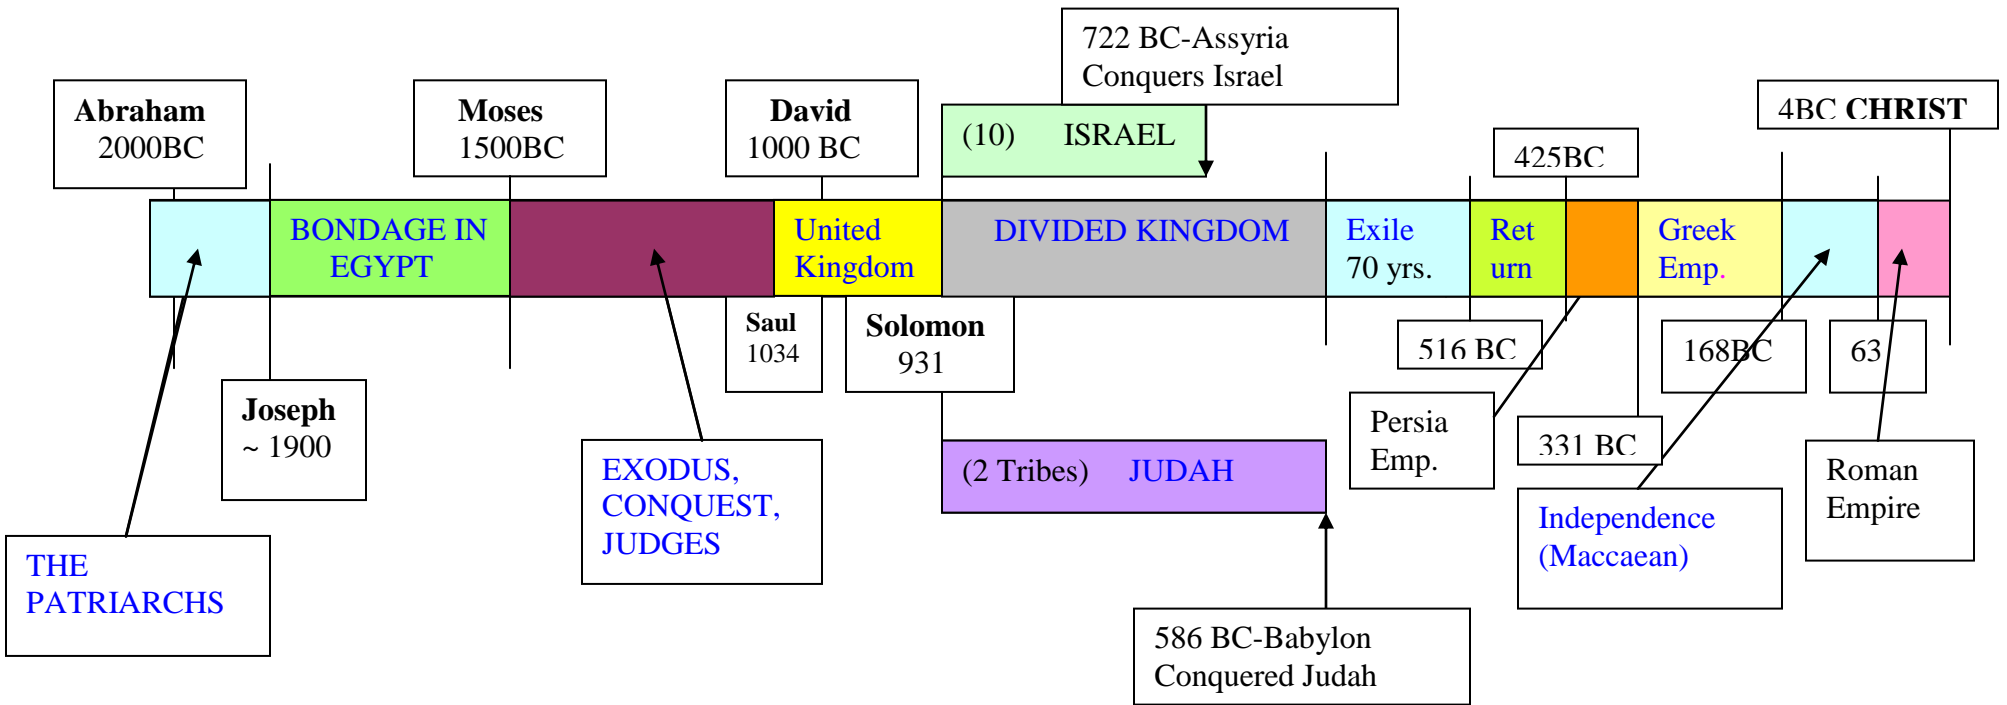 722 BC-Assyria
Conquers Israel
Abraham
2000BC
Moses
1500BC
David
1000 BC
(10) ISRAEL
4BC CHRIST
425BC
BONDAGE IN
EGYPT
United
Kingdom
DIVIDED KINGDOM
Exile
70 yrs.
Ret
urn
Greek
Emp.
Saul
1034
Solomon
931
516 BC
168BC
63
Joseph
~ 1900
Persia
Emp.
331 BC
EXODUS,
CONQUEST,
JUDGES
(2 Tribes) JUDAH
Roman
Empire
Independence
(Maccaean)
THE
PATRIARCHS
586 BC-Babylon
Conquered Judah